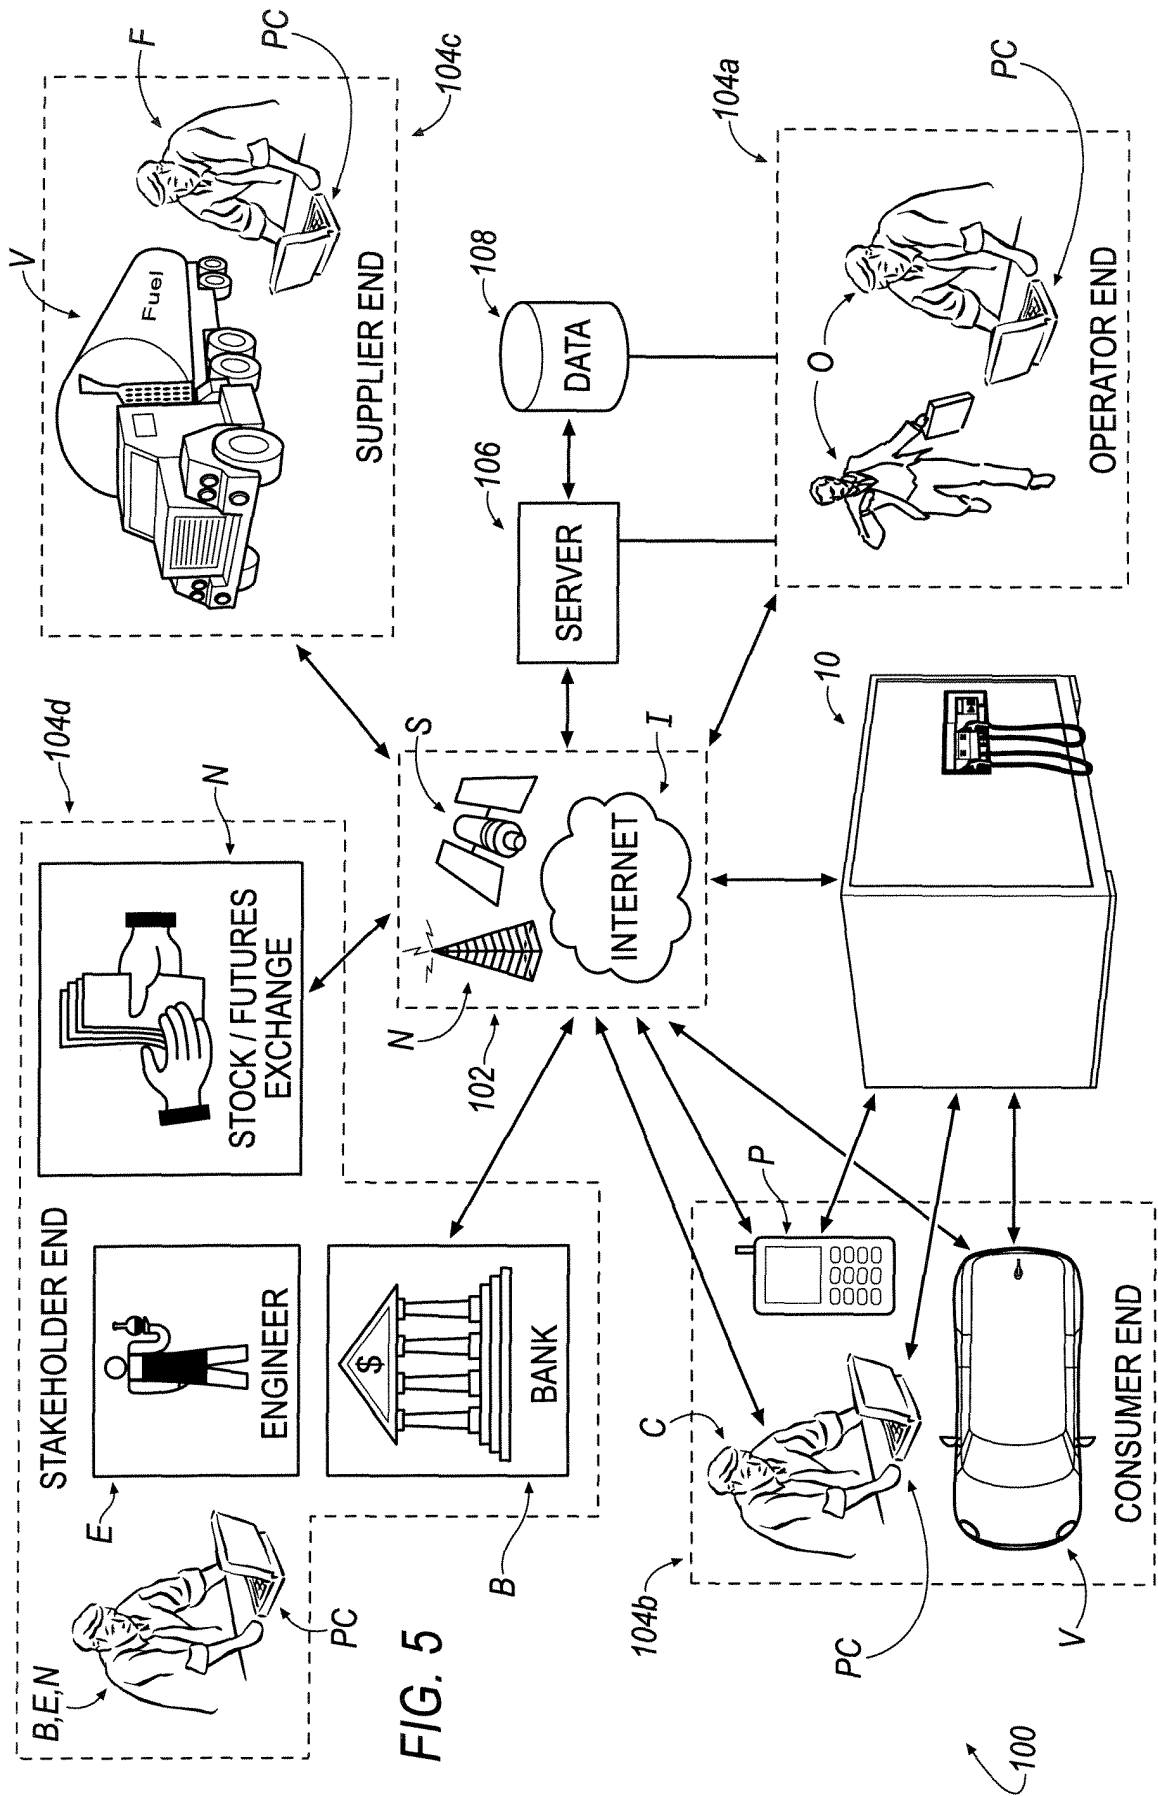 B,E,N
PC
E
STAKEHOLDER END
ENGINEER
STOCK / FUTURES
EXCHANGE
N
104d
$
BANK
B
V
Fuel
F
PC
SUPPLIER END
104c
FIG. 5
N
102
S
INTERNET
I
106
SERVER
108
DATA
104a
104b
C
P
PC
V
CONSUMER END
10
O
PC
OPERATOR END
100